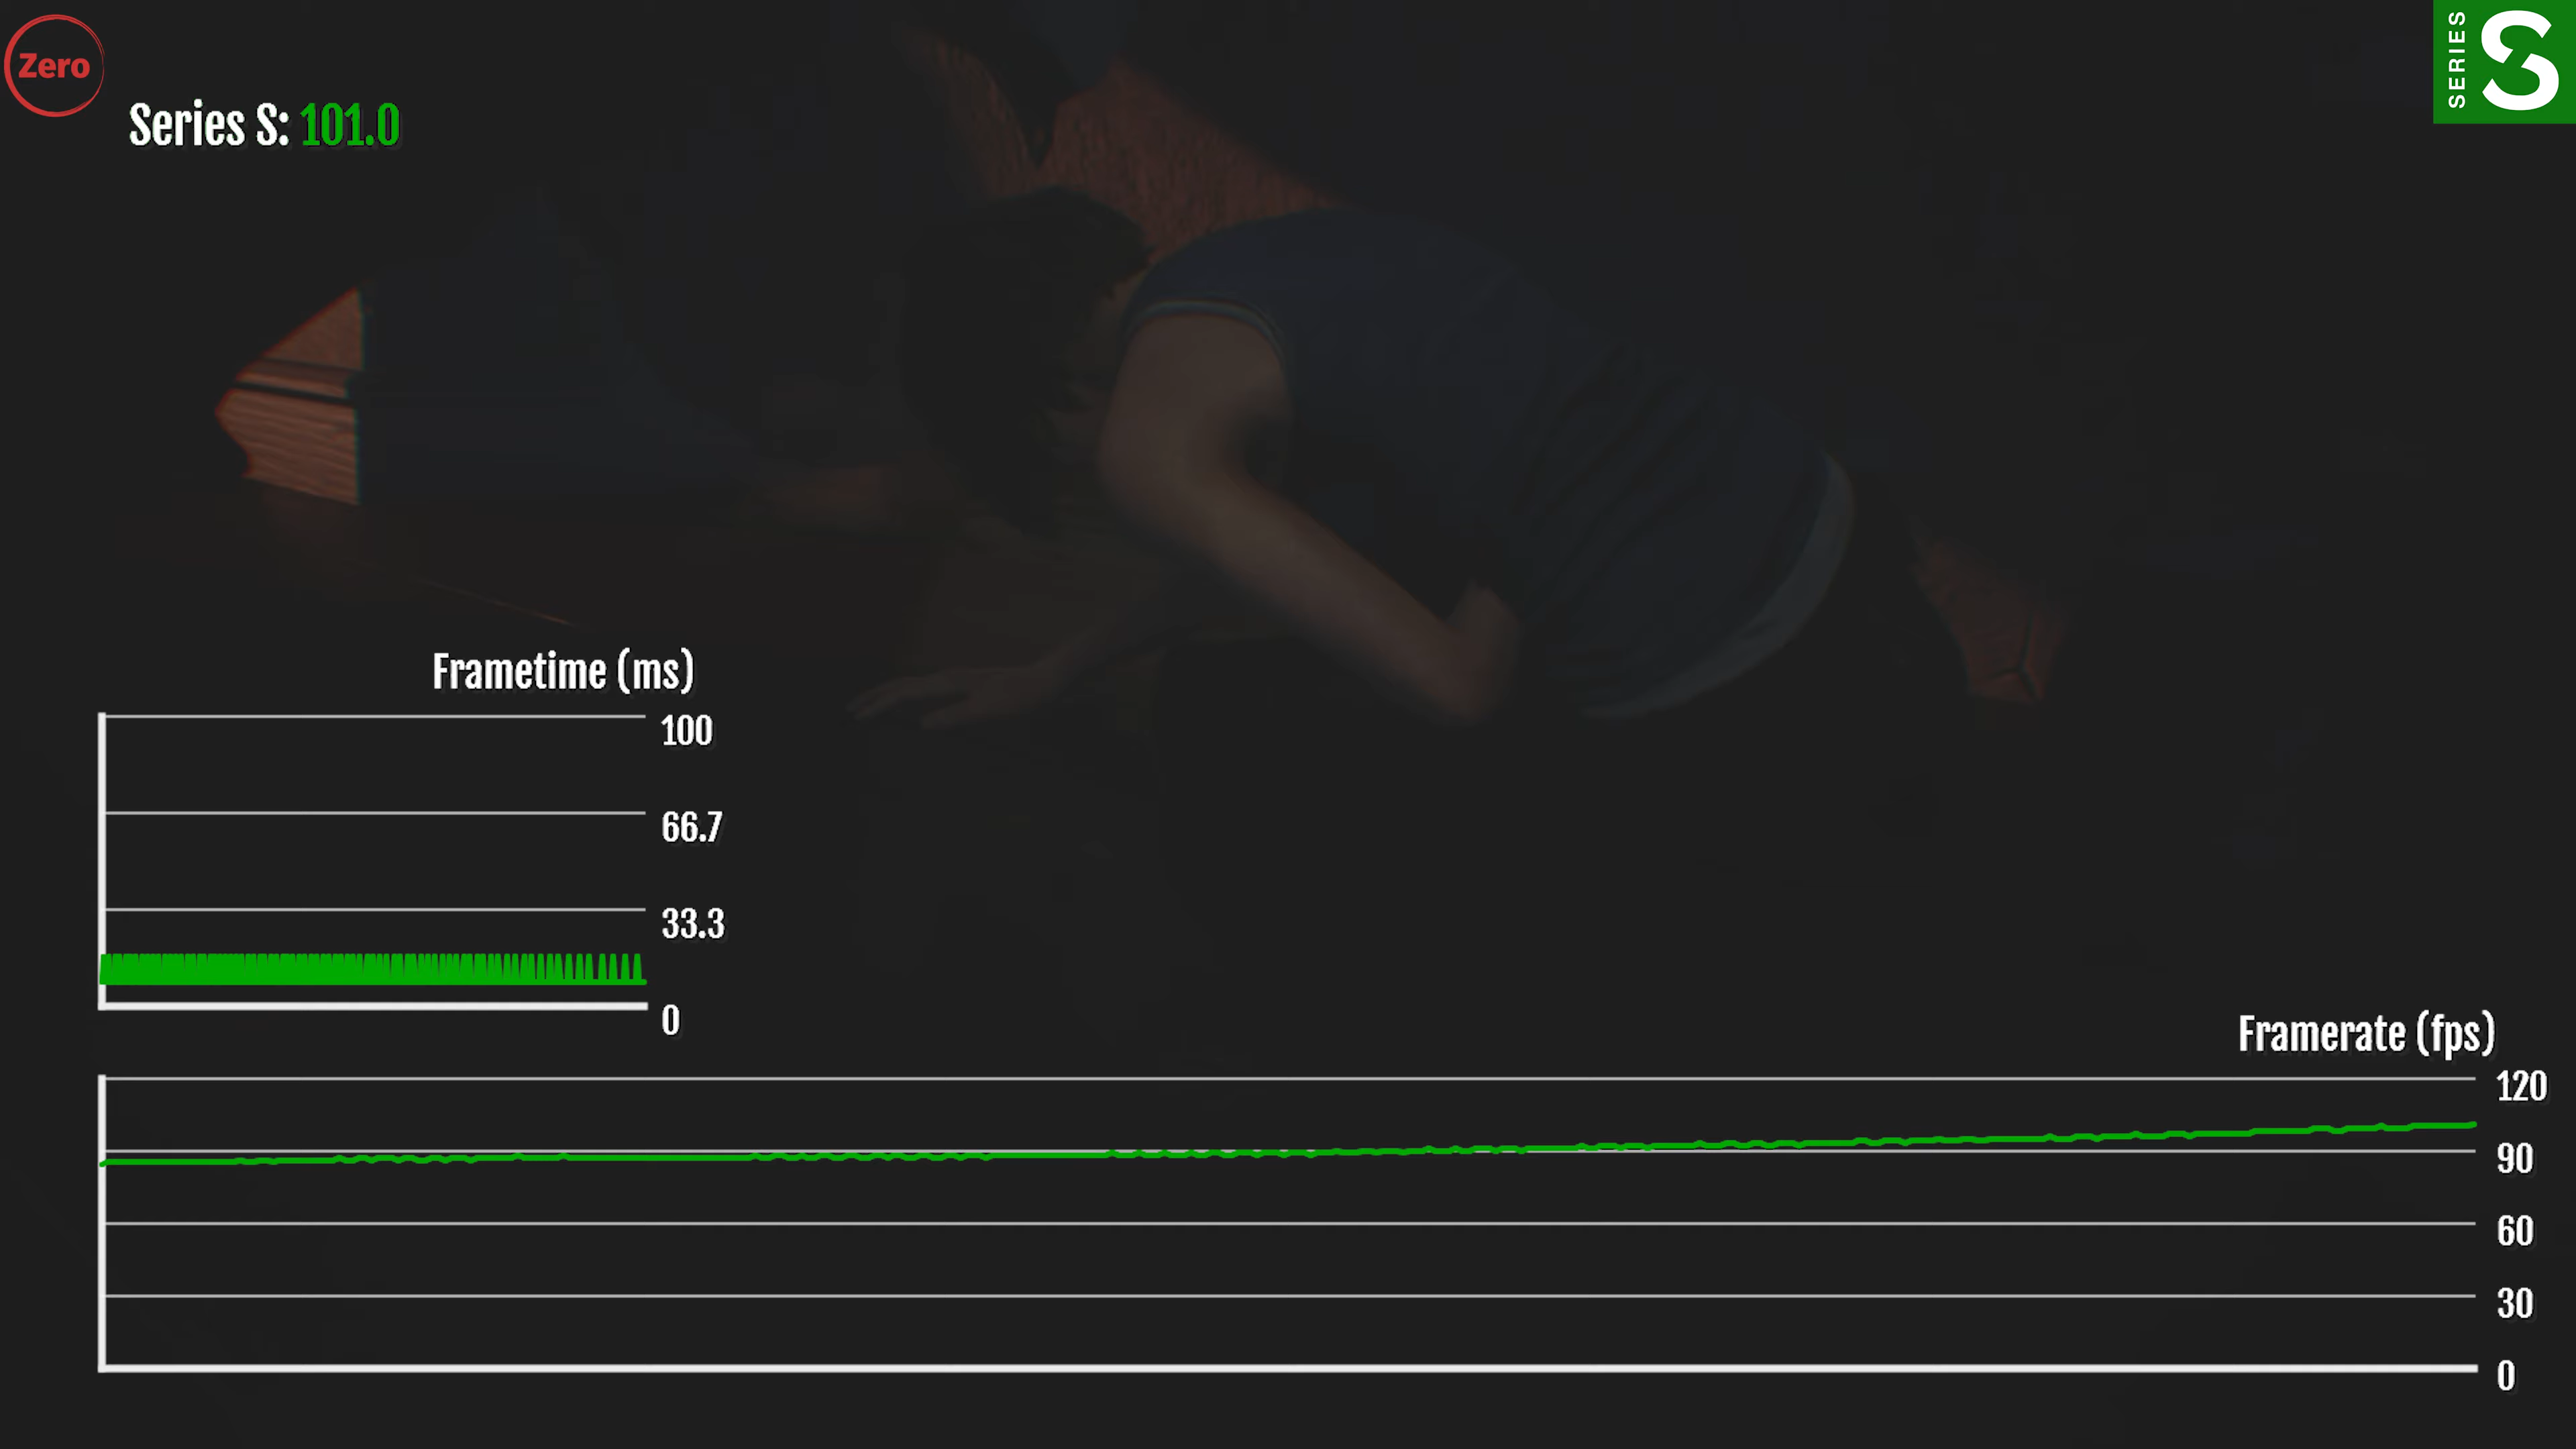 Zero
SERIES S
Series S: 101.0
Frametime (ms)
100
66.7
33.3
0
Framerate (fps)
120
90
60
30
0